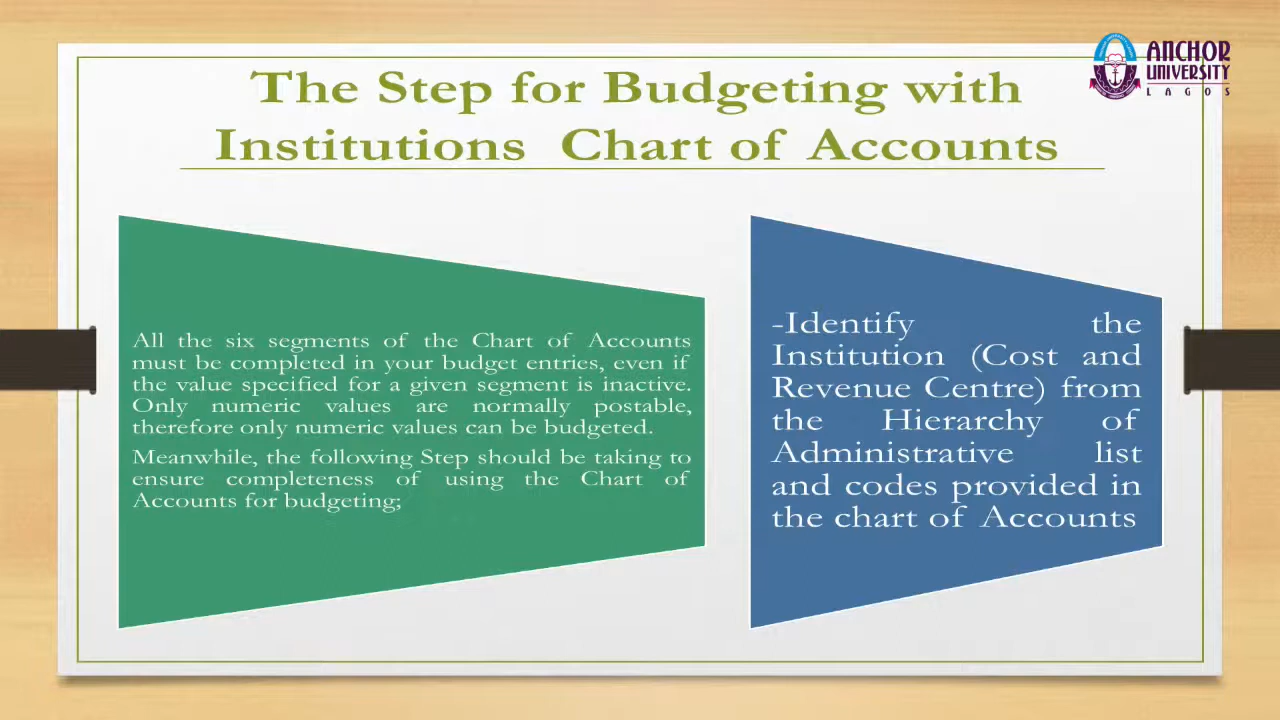 ANCHOR
UNIVERSITY
LAGOS
The Step for Budgeting with
Institutions Chart of Accounts
All the six segments of the Chart of Accounts
must be completed in your budget entries, even if
the value specified for a given segment is inactive.
Only numeric values are normally postable,
therefore only numeric values can be budgeted.
Meanwhile, the following Step should be taking to
ensure completeness of using the Chart of
Accounts for budgeting;
-Identify the
Institution (Cost and
Revenue Centre) from
the Hierarchy of
Administrative list
and codes provided in
the chart of Accounts